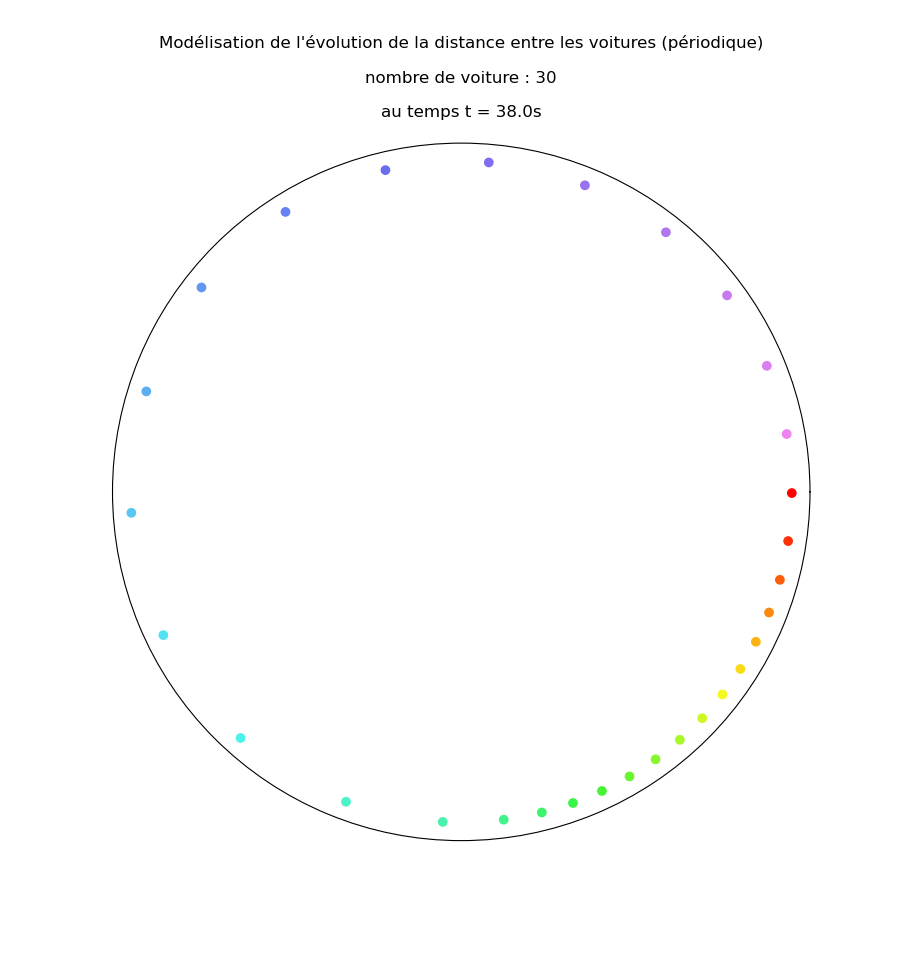 Modélisation de l'évolution de la distance entre les voitures (périodique)
nombre de voiture : 30
au temps t = 38.0s